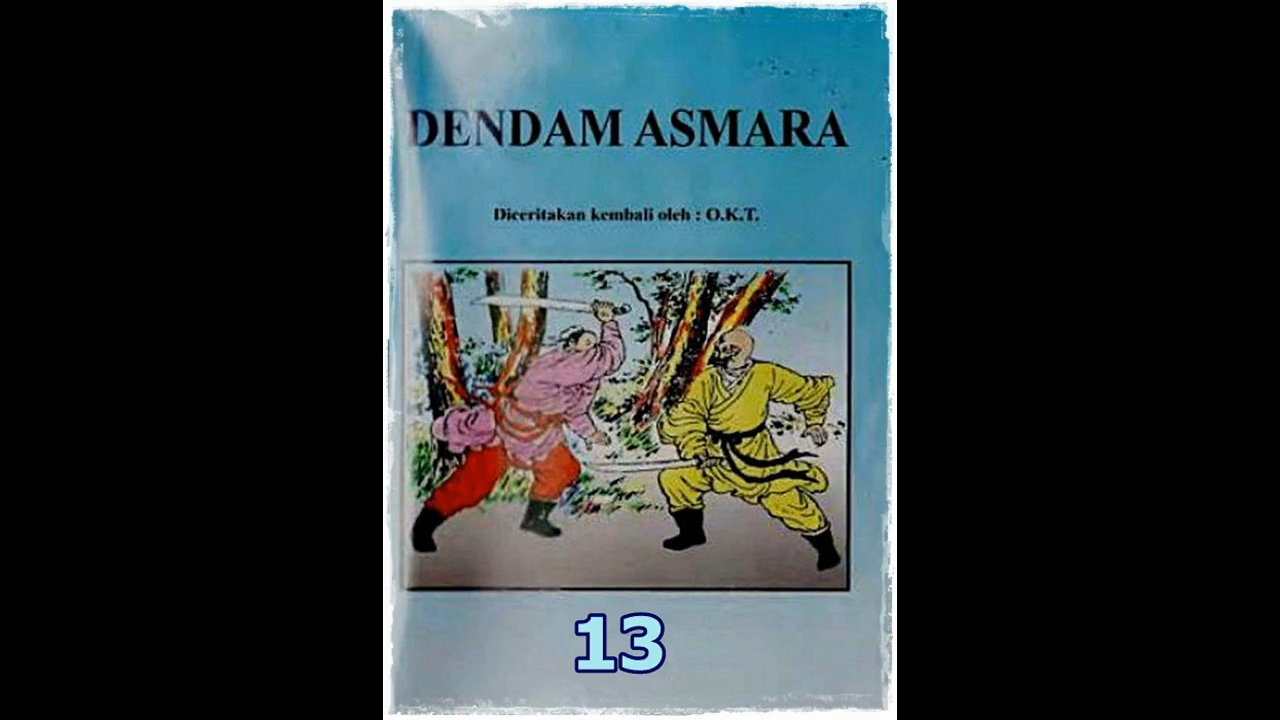 DENDAM ASMARA
Diceritakan kembali oleh : O.K.T.
13